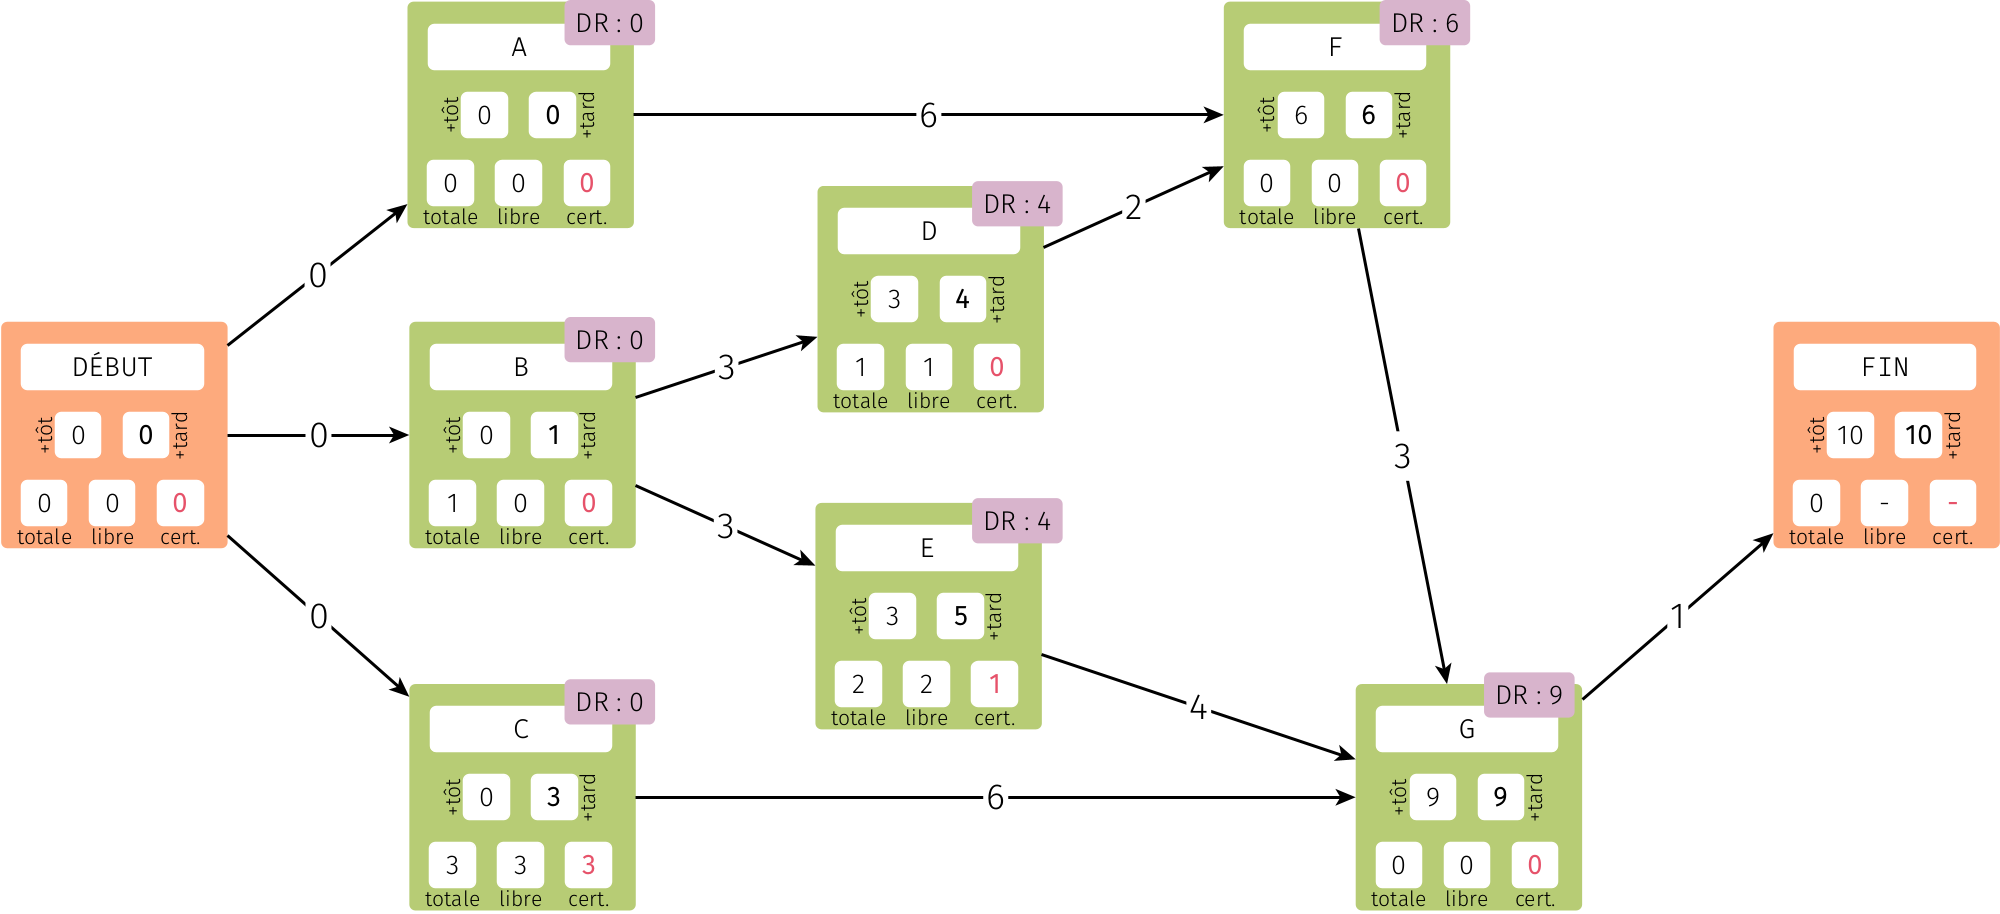 DR : 0
A
+tôt 0 0 +tard
0 0 0
totale libre cert.
DR : 6
F
+tôt 6 6 +tard
0 0 0
totale libre cert.
6
DR : 4
D
+tôt 3 4 +tard
1 1 0
totale libre cert.
2
0
DÉBUT
+tôt 0 0 +tard
0 0 0
totale libre cert.
0
DR : 0
B
+tôt 0 1 +tard
1 0 0
totale libre cert.
3
3
FIN
+tôt 10 10 +tard
0 - -
totale libre cert.
3
DR : 4
E
+tôt 3 5 +tard
2 2 1
totale libre cert.
0
1
4
DR : 0
C
+tôt 0 3 +tard
3 3 3
totale libre cert.
6
DR : 9
G
+tôt 9 9 +tard
0 0 0
totale libre cert.